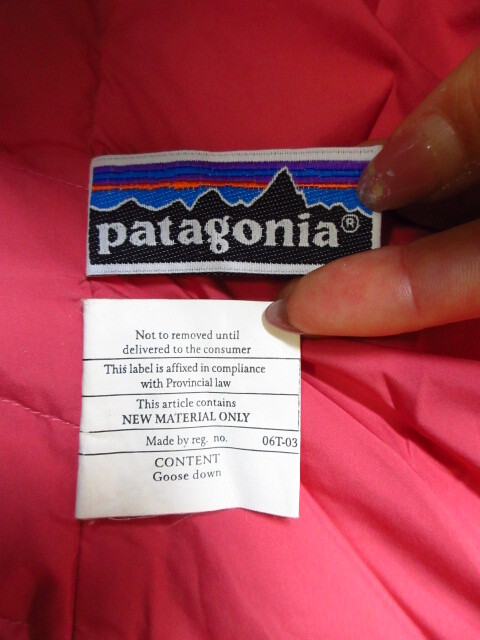 patagonia®
Not to removed until
delivered to the consumer
This label is affixed in compliance
with Provincial law
This article contains
NEW MATERIAL ONLY
Made by reg. no. 06T-03
CONTENT
Goose down